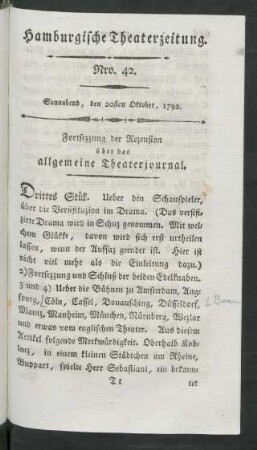 Hamburgische Theaterzeitung.
Nro. 42.
Sonnabend, den 20sten Oktober, 1792.
Fortsezzung der Rezension
über das
allgemeine Theaterjournal.
Drittes Stük. Ueber den Schauspieler,
über die Versifikazion im Drama. (Das versifi-
zirte Drama wird in Schuz genommen. Mit wel-
chem Glükke, davon wird sich erst urtheilen
lassen, wenn der Aufsaz geendet ist. Hier ist
nicht viel mehr als die Einleitung dazu.)
2) Fortsezzung und Schluß der beiden Edelknaben.
3 und 4) Ueber die Bühnen zu Amsterdam, Aug-
spurg, Cöln, Cassel, Donausching, Düsseldorf,
Mainz, Manheim, München, Nürnberg, Wezlar
und etwas vom englischen Theater. Aus diesem
Artikel folgende Merkwürdigkeit. Oberhalb Kob-
lenz, in einem kleinen Städtchen am Rheine,
Buppart, spielte Herr Sebastiani, ein bekann-
Tt ter